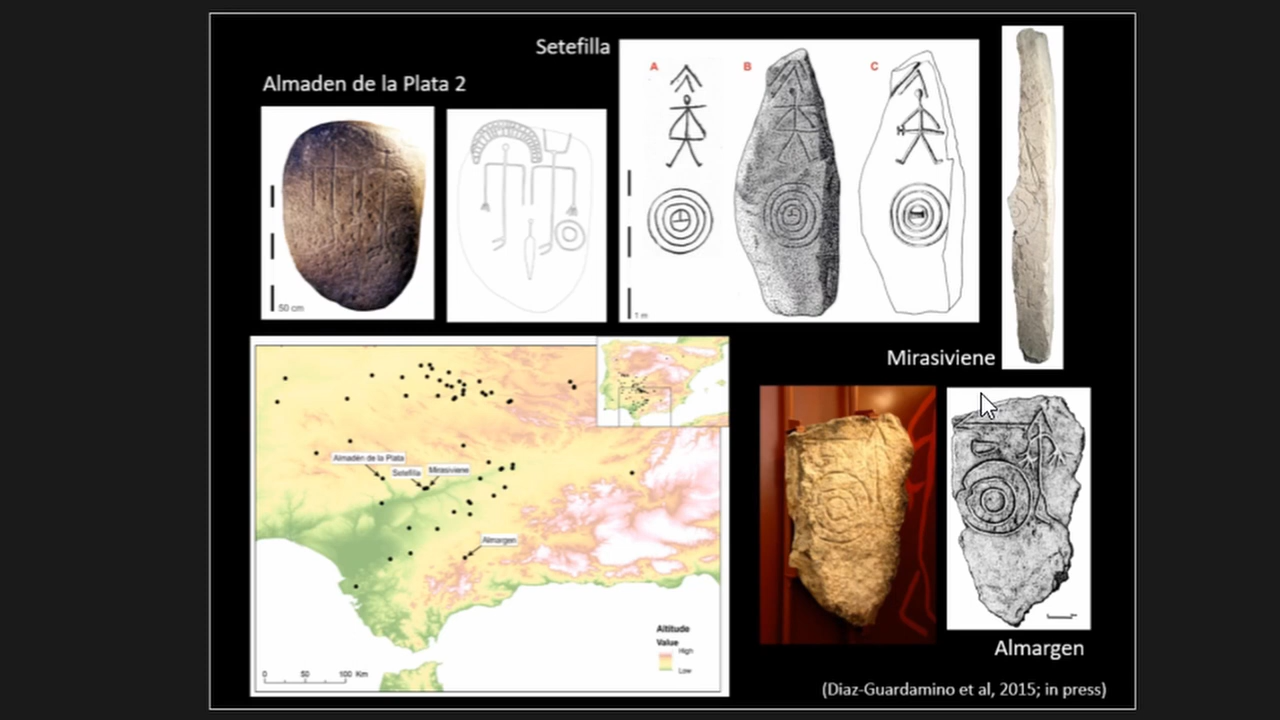 Setefilla
Almaden de la Plata 2
A
B
C
50 cm
1 m
Mirasiviene
Almadén de la Plata
Setefilla
Mirasiviene
Almargen
Altitude
Value
High
Low
0 50 100 Km
Almargen
(Diaz-Guardamino et al, 2015; in press)